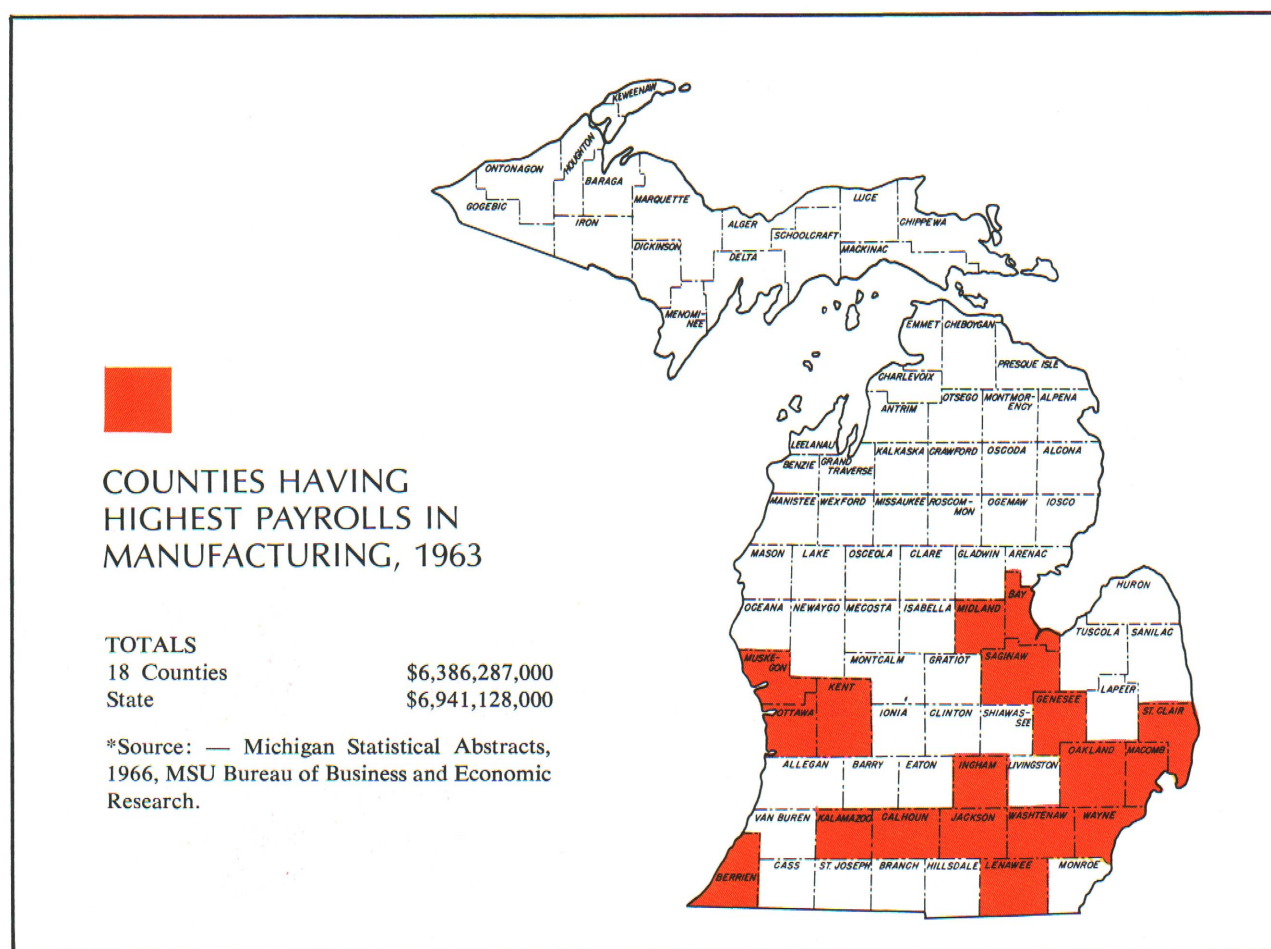 COUNTIES HAVING
HIGHEST PAYROLLS IN
MANUFACTURING, 1963
TOTALS
18 Counties $6,386,287,000
State $6,941,128,000
*Source: — Michigan Statistical Abstracts,
1966, MSU Bureau of Business and Economic
Research.
KEWEENAW
HOUGHTON
ONTONAGON
BARAGA
GOGEBIC
IRON
MARQUETTE
DICKINSON
MENOMI-
NEE
ALGER
DELTA
SCHOOLCRAFT
LUCE
CHIPPEWA
MACKINAC
EMMET
CHEBOYGAN
PRESQUE ISLE
CHARLEVOIX
ANTRIM
OTSEGO
MONTMOR-
ENCY
ALPENA
LEELANAU
BENZIE
GRAND
TRAVERSE
KALKASKA
CRAWFORD
OSCODA
ALCONA
MANISTEE
WEXFORD
MISSAUKEE
ROSCOM-
MON
OGEMAW
IOSCO
MASON
LAKE
OSCEOLA
CLARE
GLADWIN
ARENAC
OCEANA
NEWAYGO
MECOSTA
ISABELLA
MIDLAND
BAY
HURON
TUSCOLA
SANILAC
MUSKE-
GON
MONTCALM
GRATIOT
SAGINAW
KENT
OTTAWA
IONIA
CLINTON
SHIAWAS-
SEE
GENESEE
LAPEER
ST. CLAIR
ALLEGAN
BARRY
EATON
INGHAM
LIVINGSTON
OAKLAND
MACOMB
VAN BUREN
KALAMAZOO
CALHOUN
JACKSON
WASHTENAW
WAYNE
BERRIEN
CASS
ST. JOSEPH
BRANCH
HILLSDALE
LENAWEE
MONROE